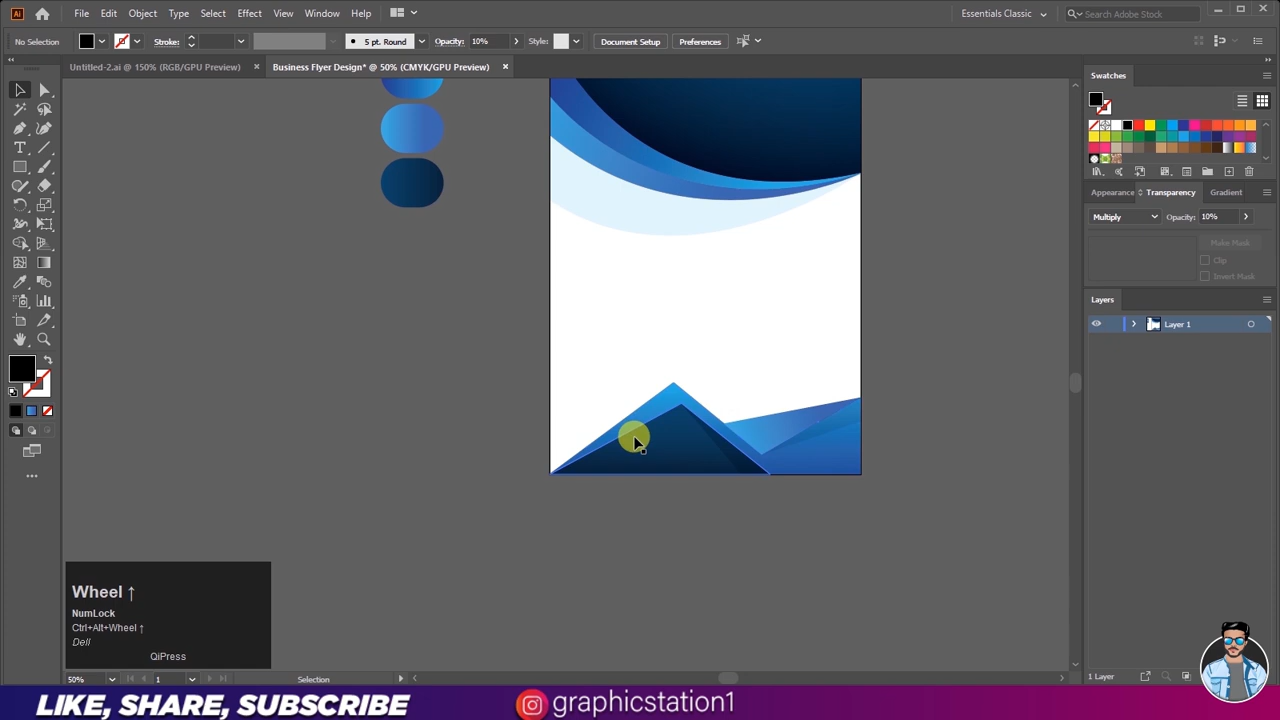 Ai File Edit Object Type Select Effect View Window Help Essentials Classic Search Adobe Stock
No Selection Stroke: 5 pt. Round Opacity: 10% Style: Document Setup Preferences
Untitled-2.ai @ 150% (RGB/GPU Preview) × Business Flyer Design* @ 50% (CMYK/GPU Preview) ×
Swatches
Appearance Transparency Gradient
Multiply Opacity: 10%
Make Mask
Clip
Invert Mask
Layers
Layer 1
Wheel ↑
NumLock
Ctrl+Alt+Wheel ↑
Dell
QiPress
50% 1 Selection 1 Layer
LIKE, SHARE, SUBSCRIBE graphicstation1